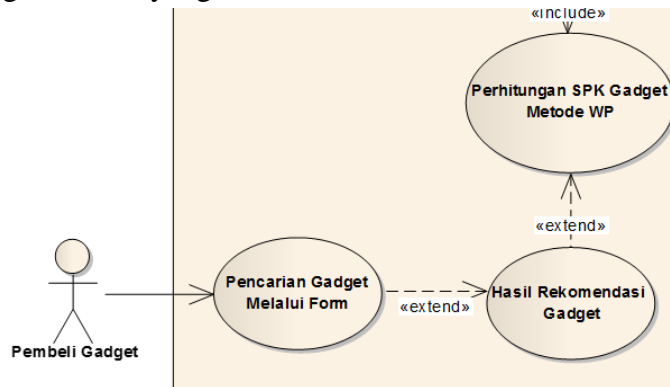 «include»
Perhitungan SPK Gadget
Metode WP
«extend»
Pencarian Gadget
Melalui Form
«extend»
Hasil Rekomendasi
Gadget
Pembeli Gadget